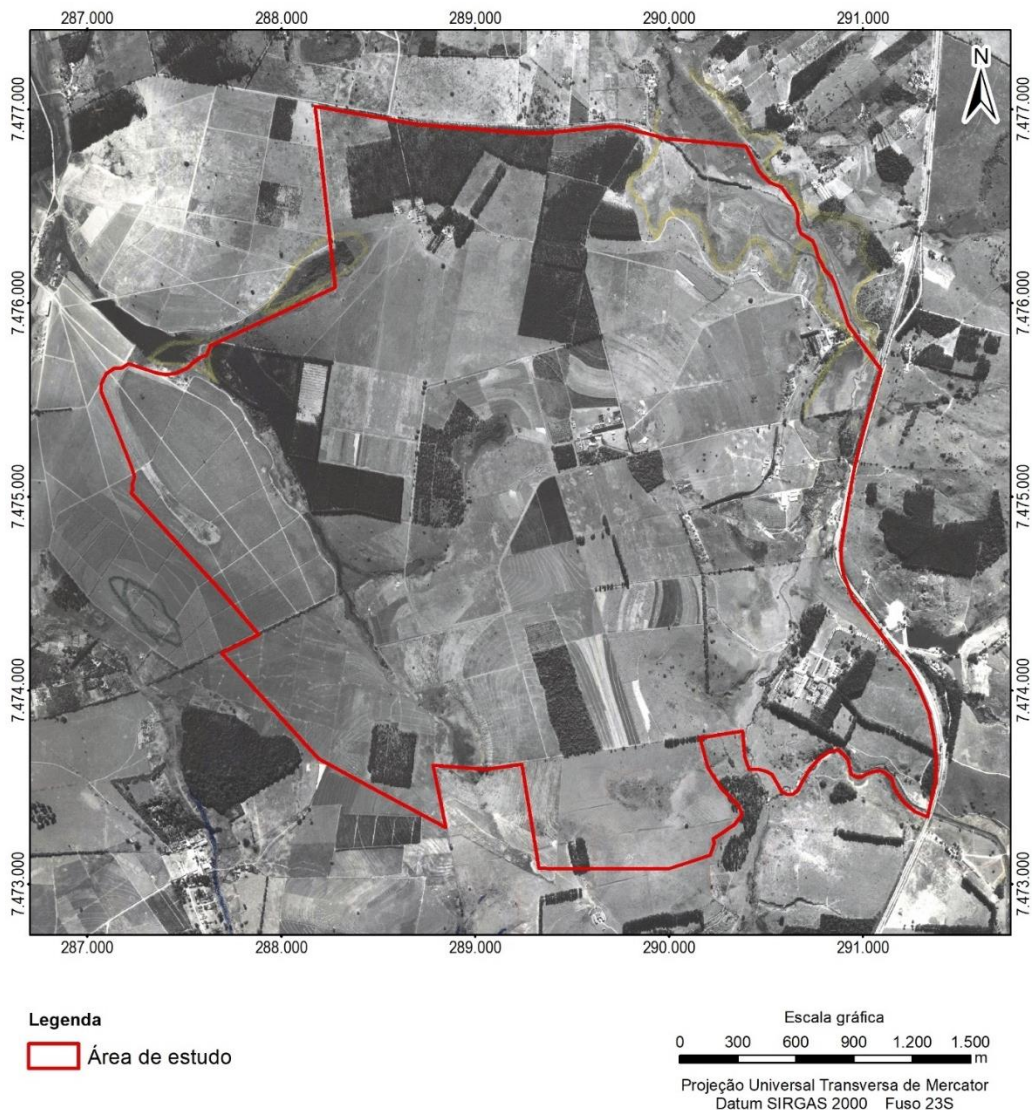 287.000 288.000 289.000 290.000 291.000
N
7.477.000 7.477.000
7.476.000 7.476.000
7.475.000 7.475.000
7.474.000 7.474.000
7.473.000 7.473.000
287.000 288.000 289.000 290.000 291.000
Legenda
Área de estudo
Escala gráfica
0 300 600 900 1.200 1.500
m
Projeção Universal Transversa de Mercator
Datum SIRGAS 2000 Fuso 23S